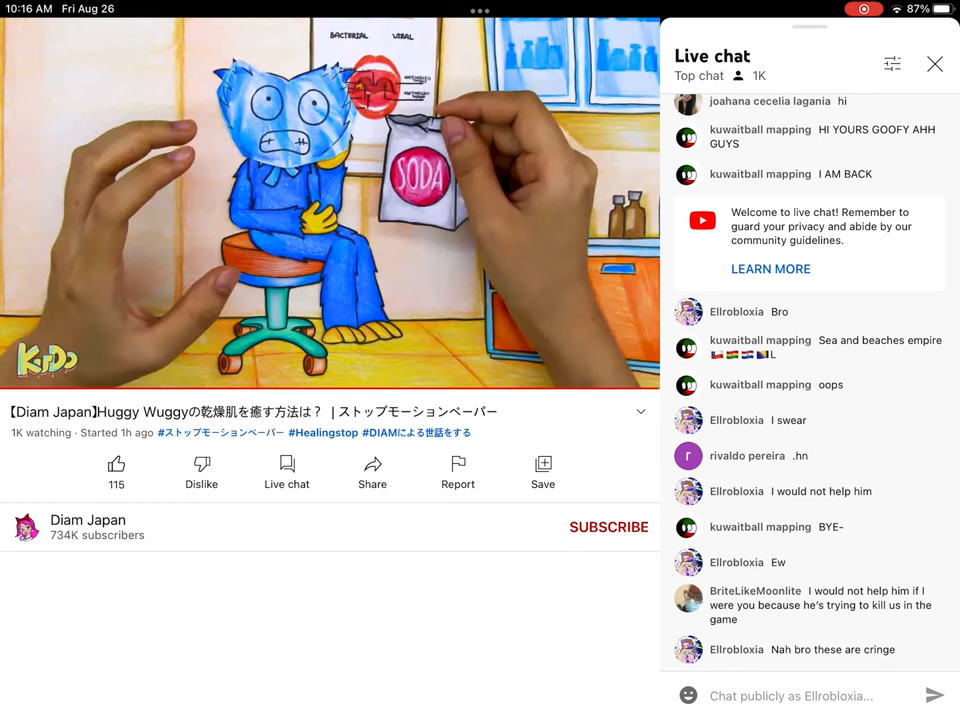 10:16 AM Fri Aug 26
87%
BACTERIAL VIRAL
SODA
KuDo
【Diam Japan】Huggy Wuggyの乾燥肌を癒す方法は？ | ストップモーションペーパー
1K watching · Started 1h ago #ストップモーションペーパー #Healingstop #DIAMによる世話をする
115
Dislike
Live chat
Share
Report
Save
Diam Japan
734K subscribers
SUBSCRIBE
Live chat
Top chat 1K
joahana cecelia lagania hi
kuwaitball mapping HI YOURS GOOFY AHH
GUYS
kuwaitball mapping I AM BACK
Welcome to live chat! Remember to
guard your privacy and abide by our
community guidelines.
LEARN MORE
Ellrobloxia Bro
kuwaitball mapping Sea and beaches empire
🇨🇱🇧🇴🇭🇷🇧🇦L
kuwaitball mapping oops
Ellrobloxia I swear
r
rivaldo pereira .hn
Ellrobloxia I would not help him
kuwaitball mapping BYE-
Ellrobloxia Ew
BriteLikeMoonlite I would not help him if I
were you because he's trying to kill us in the
game
Ellrobloxia Nah bro these are cringe
Chat publicly as Ellrobloxia...